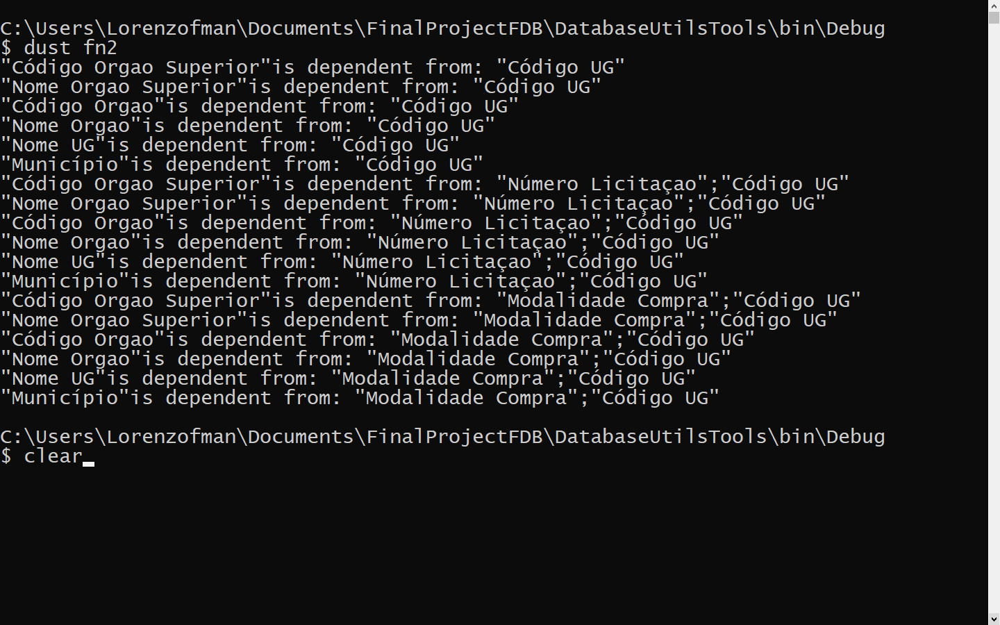 C:\Users\Lorenzofman\Documents\FinalProjectFDB\DatabaseUtilsTools\bin\Debug
$ dust fn2
"Código Orgao Superior"is dependent from: "Código UG"
"Nome Orgao Superior"is dependent from: "Código UG"
"Código Orgao"is dependent from: "Código UG"
"Nome Orgao"is dependent from: "Código UG"
"Nome UG"is dependent from: "Código UG"
"Município"is dependent from: "Código UG"
"Código Orgao Superior"is dependent from: "Número Licitaçao";"Código UG"
"Nome Orgao Superior"is dependent from: "Número Licitaçao";"Código UG"
"Código Orgao"is dependent from: "Número Licitaçao";"Código UG"
"Nome Orgao"is dependent from: "Número Licitaçao";"Código UG"
"Nome UG"is dependent from: "Número Licitaçao";"Código UG"
"Município"is dependent from: "Número Licitaçao";"Código UG"
"Código Orgao Superior"is dependent from: "Modalidade Compra";"Código UG"
"Nome Orgao Superior"is dependent from: "Modalidade Compra";"Código UG"
"Código Orgao"is dependent from: "Modalidade Compra";"Código UG"
"Nome Orgao"is dependent from: "Modalidade Compra";"Código UG"
"Nome UG"is dependent from: "Modalidade Compra";"Código UG"
"Município"is dependent from: "Modalidade Compra";"Código UG"
C:\Users\Lorenzofman\Documents\FinalProjectFDB\DatabaseUtilsTools\bin\Debug
$ clear